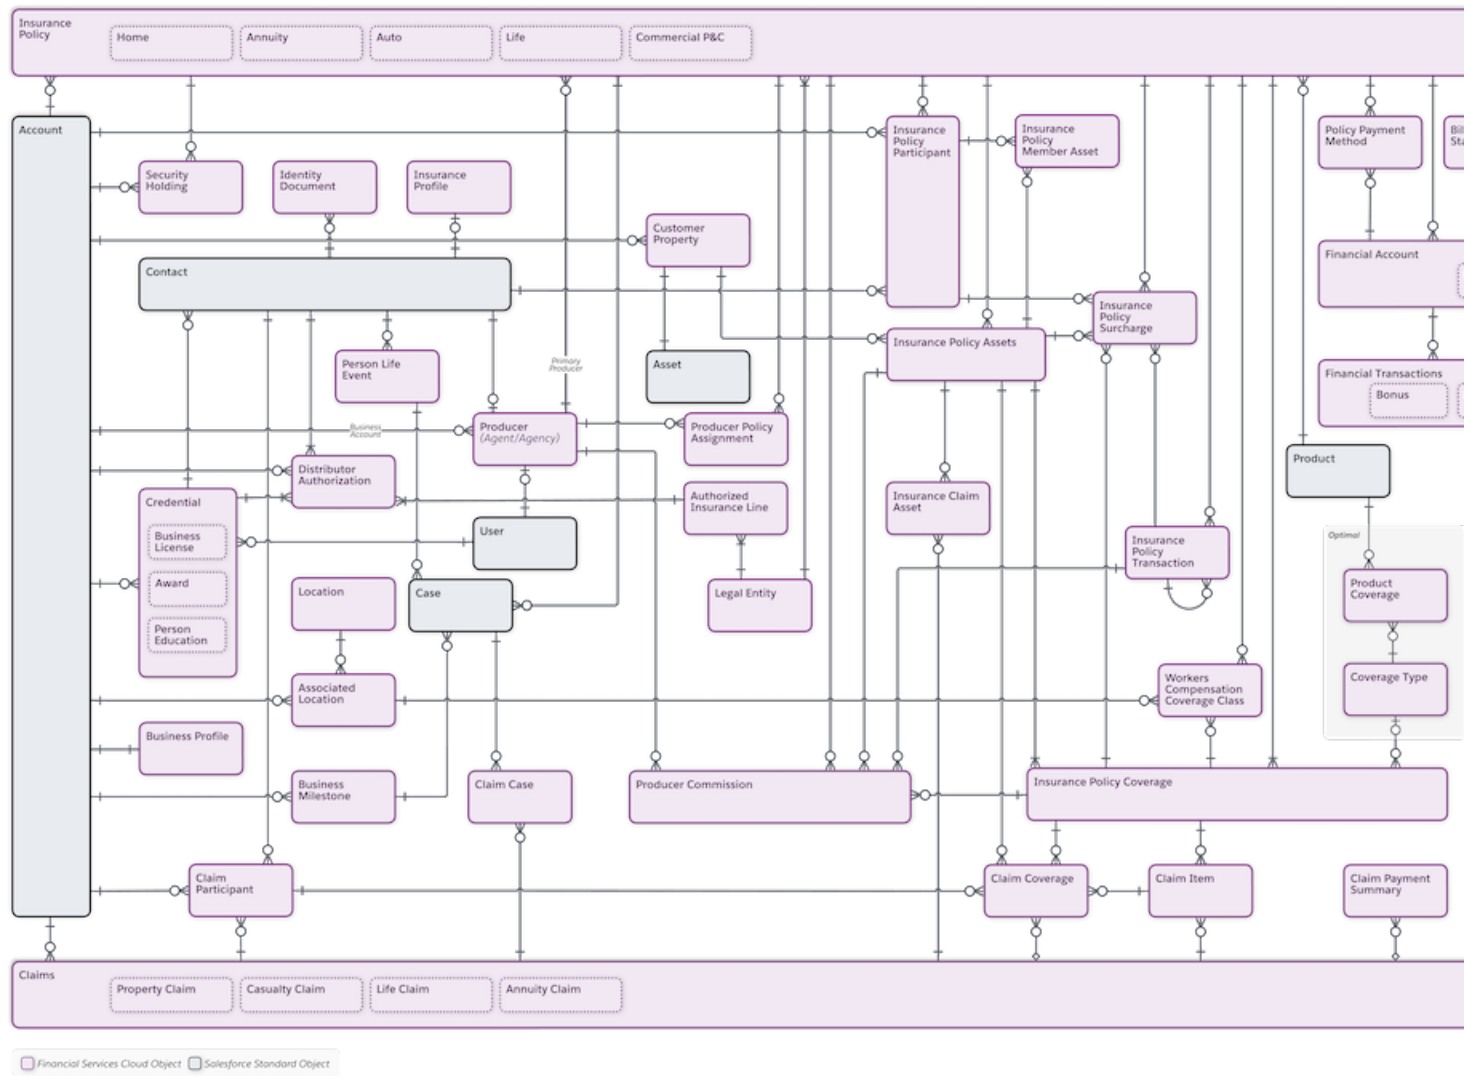 Insurance
Policy
Home
Annuity
Auto
Life
Commercial P&C
Account
Insurance
Policy
Participant
Insurance
Policy
Member Asset
Policy Payment
Method
Bil
Sta
Security
Holding
Identity
Document
Insurance
Profile
Customer
Property
Financial Account
Contact
Insurance
Policy
Surcharge
Insurance Policy Assets
Person Life
Event
Primary
Producer
Asset
Financial Transactions
Bonus
Business
Account
Producer
(Agent/Agency)
Producer Policy
Assignment
Product
Distributor
Authorization
Credential
Business
License
Award
Person
Education
Authorized
Insurance Line
Insurance Claim
Asset
User
Insurance
Policy
Transaction
Optimal
Product
Coverage
Location
Case
Legal Entity
Associated
Location
Workers
Compensation
Coverage Class
Coverage Type
Business Profile
Business
Milestone
Claim Case
Producer Commission
Insurance Policy Coverage
Claim
Participant
Claim Coverage
Claim Item
Claim Payment
Summary
Claims
Property Claim
Casualty Claim
Life Claim
Annuity Claim
Financial Services Cloud Object
Salesforce Standard Object